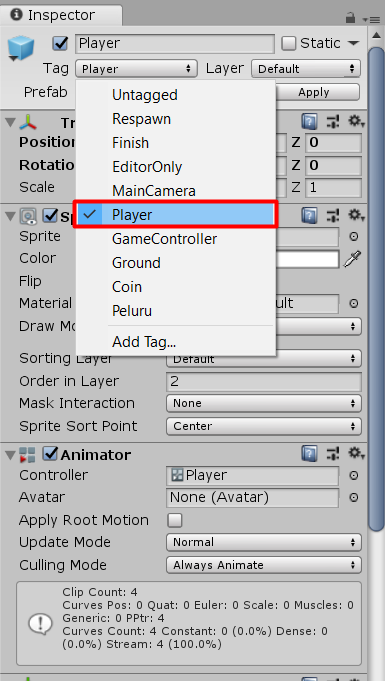 Inspector
Player
Static
Tag Player Layer Default
Prefab Apply
Untagged
Respawn
Finish
EditorOnly
MainCamera
Player
GameController
Ground
Coin
Peluru
Add Tag...
Tr
Position Z 0
Rotation Z 0
Scale Z 1
Sp
Sprite
Color
Flip
Material ult
Draw Mo
Sorting Layer Default
Order in Layer 2
Mask Interaction None
Sprite Sort Point Center
Animator
Controller Player
Avatar None (Avatar)
Apply Root Motion
Update Mode Normal
Culling Mode Always Animate
Clip Count: 4
Curves Pos: 0 Quat: 0 Euler: 0 Scale: 0 Muscles: 0
Generic: 0 PPtr: 4
Curves Count: 4 Constant: 0 (0.0%) Dense: 0
(0.0%) Stream: 4 (100.0%)